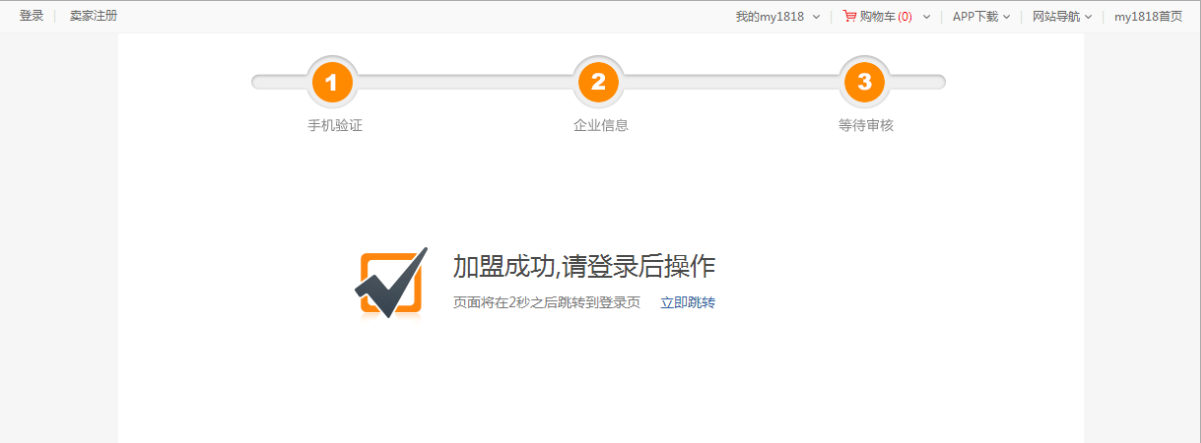 登录 卖家注册 我的my1818 购物车(0) APP下载 网站导航 my1818首页
1 2 3
手机验证 企业信息 等待审核
加盟成功,请登录后操作
页面将在2秒之后跳转到登录页 立即跳转